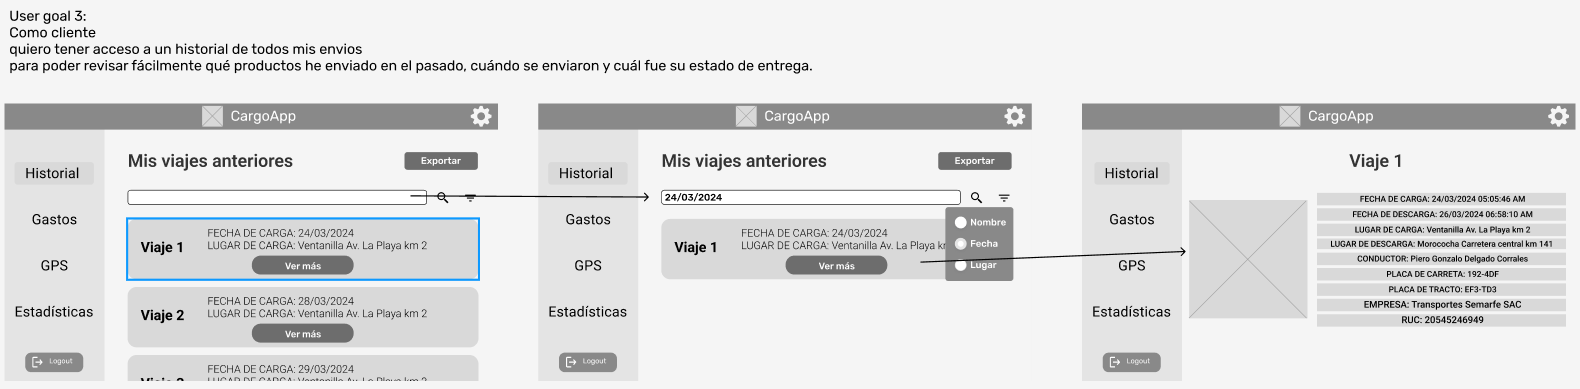 User goal 3:
Como cliente
quiero tener acceso a un historial de todos mis envios
para poder revisar fácilmente qué productos he enviado en el pasado, cuándo se enviaron y cuál fue su estado de entrega.
CargoApp
Historial
Gastos
GPS
Estadísticas
Logout
Mis viajes anteriores
Exportar
Viaje 1
FECHA DE CARGA: 24/03/2024
LUGAR DE CARGA: Ventanilla Av. La Playa km 2
Ver más
Viaje 2
FECHA DE CARGA: 28/03/2024
LUGAR DE CARGA: Ventanilla Av. La Playa km 2
Ver más
FECHA DE CARGA: 29/03/2024
LUGAR DE CARGA: Ventanilla Av. La Playa km 2
CargoApp
Historial
Gastos
GPS
Estadísticas
Logout
Mis viajes anteriores
Exportar
24/03/2024
Nombre
Fecha
Lugar
Viaje 1
FECHA DE CARGA: 24/03/2024
LUGAR DE CARGA: Ventanilla Av. La Playa k
Ver más
CargoApp
Historial
Gastos
GPS
Estadísticas
Logout
Viaje 1
FECHA DE CARGA: 24/03/2024 05:05:46 AM
FECHA DE DESCARGA: 26/03/2024 06:58:10 AM
LUGAR DE CARGA: Ventanilla Av. La Playa km 2
LUGAR DE DESCARGA: Morococha Carretera central km 141
CONDUCTOR: Piero Gonzalo Delgado Corrales
PLACA DE CARRETA: 192-4DF
PLACA DE TRACTO: EF3-TD3
EMPRESA: Transportes Semarfe SAC
RUC: 20545246949